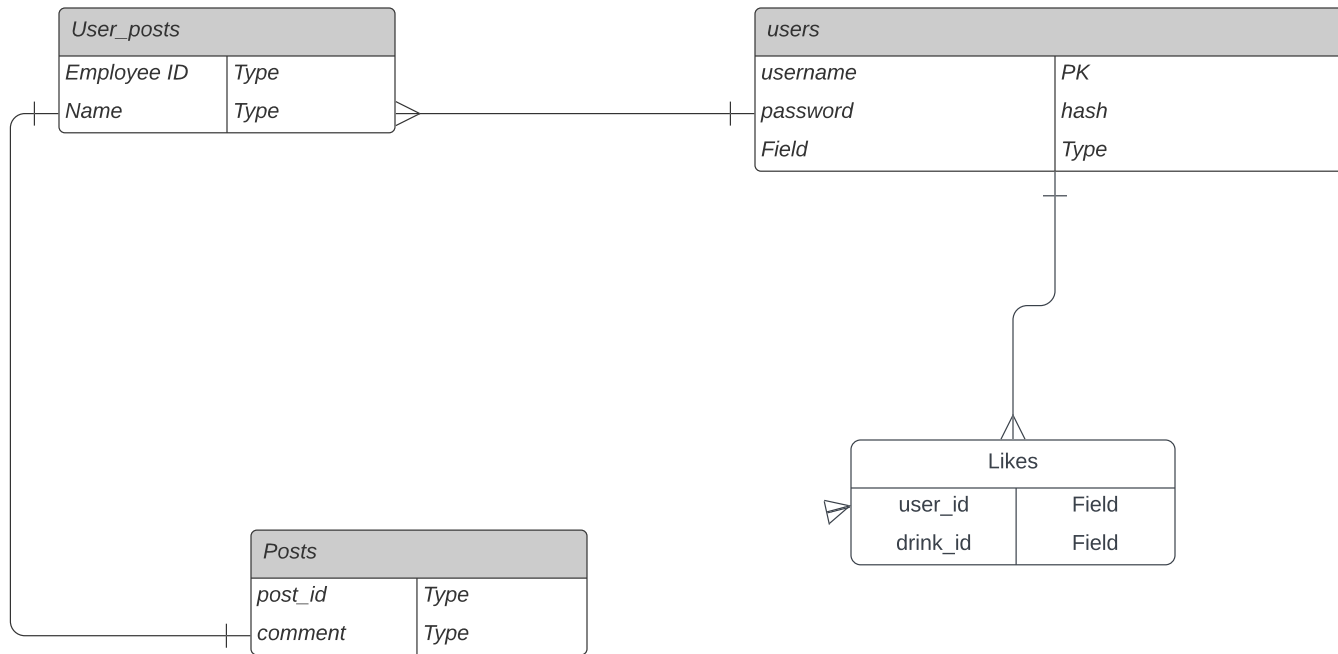 User_posts
Employee ID Type
Name Type
users
username PK
password hash
Field Type
Likes
user_id Field
drink_id Field
Posts
post_id Type
comment Type